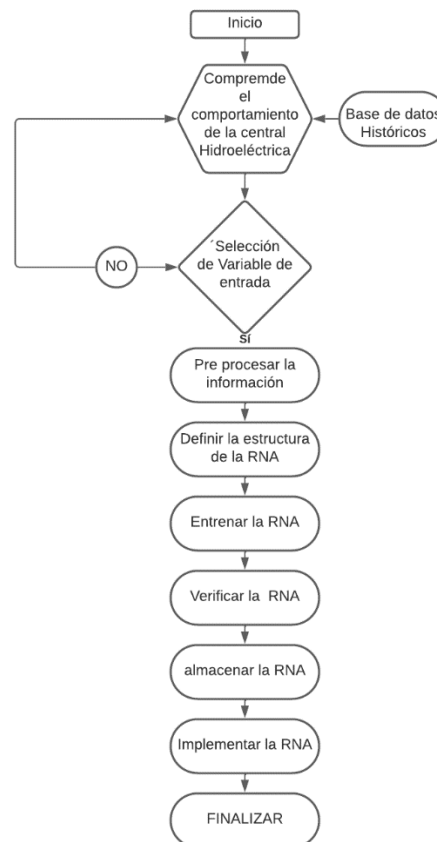 Inicio
Compremde
el
comportamiento
de la central
Hidroeléctrica
Base de datos
Históricos
NO
´Selección
de Variable de
entrada
Sí
Pre procesar la
información
Definir la estructura
de la RNA
Entrenar la RNA
Verificar la RNA
almacenar la RNA
Implementar la RNA
FINALIZAR